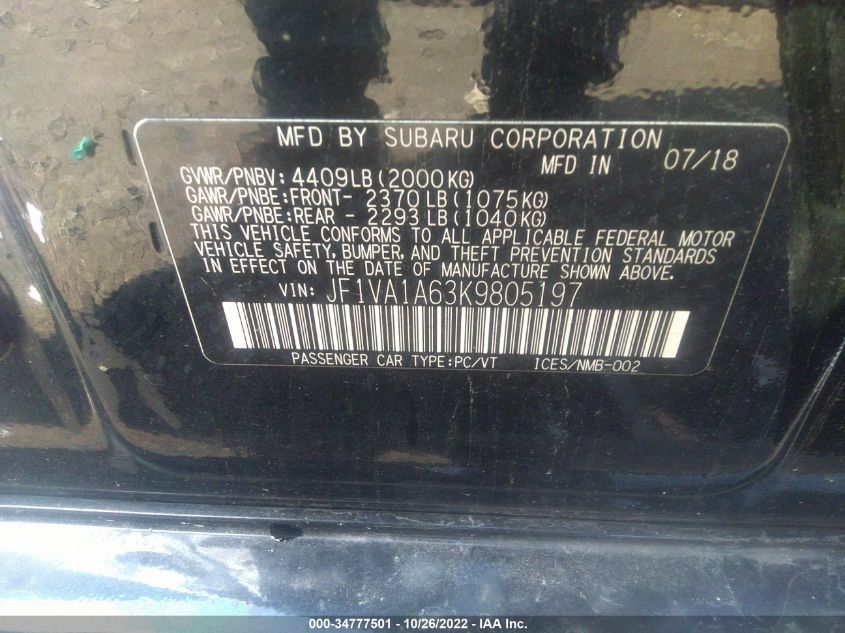 MFD BY SUBARU CORPORATION
MFD IN 07/18
GVWR/PNBV: 4409LB(2000KG)
GAWR/PNBE:FRONT- 2370LB(1075KG)
GAWR/PNBE:REAR - 2293LB(1040KG)
THIS VEHICLE CONFORMS TO ALL APPLICABLE FEDERAL MOTOR
VEHICLE SAFETY, BUMPER, AND THEFT PREVENTION STANDARDS
IN EFFECT ON THE DATE OF MANUFACTURE SHOWN ABOVE.
VIN: JF1VA1A63K9805197
PASSENGER CAR TYPE:PC/VT ICES/NMB-002
000-34777501 - 10/26/2022 - IAA Inc.